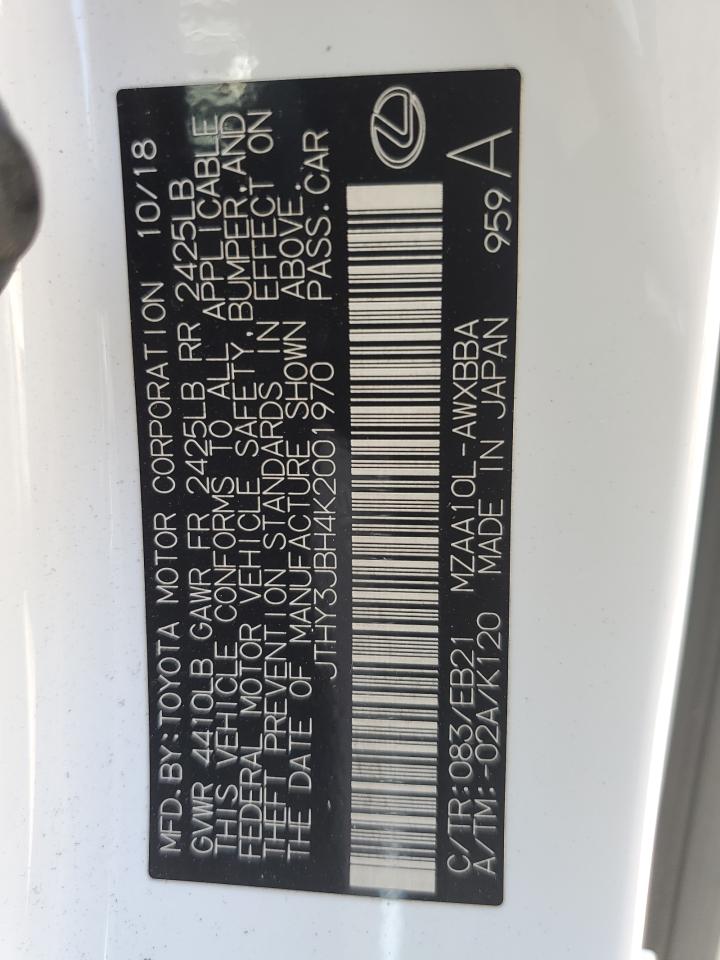 MFD.BY:TOYOTA MOTOR CORPORATION 10/18
GVWR 4410LB GAWR FR 2425LB RR 2425LB
THIS VEHICLE CONFORMS TO ALL APPLICABLE
FEDERAL MOTOR VEHICLE SAFETY,BUMPER,AND
THEFT PREVENTION STANDARDS IN EFFECT ON
THE DATE OF MANUFACTURE SHOWN ABOVE.
JTHY3JBH4K2001970 PASS.CAR
C/TR:083/EB21 MZAA10L-AWXBBA 959 A
A/TM:-02A/K120 MADE IN JAPAN